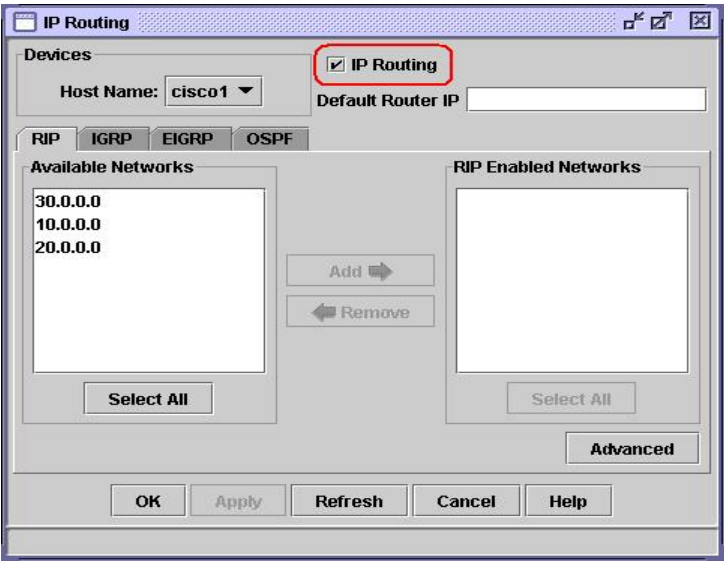 IP Routing
Devices
IP Routing
Host Name: cisco1
Default Router IP
RIP IGRP EIGRP OSPF
Available Networks
RIP Enabled Networks
30.0.0.0
10.0.0.0
20.0.0.0
Add
Remove
Select All
Select All
Advanced
OK Apply Refresh Cancel Help